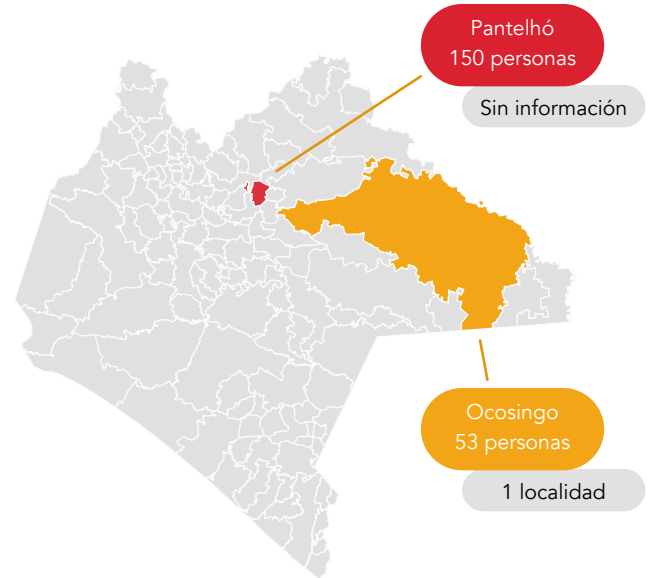 Pantelhó
150 personas
Sin información
Ocosingo
53 personas
1 localidad